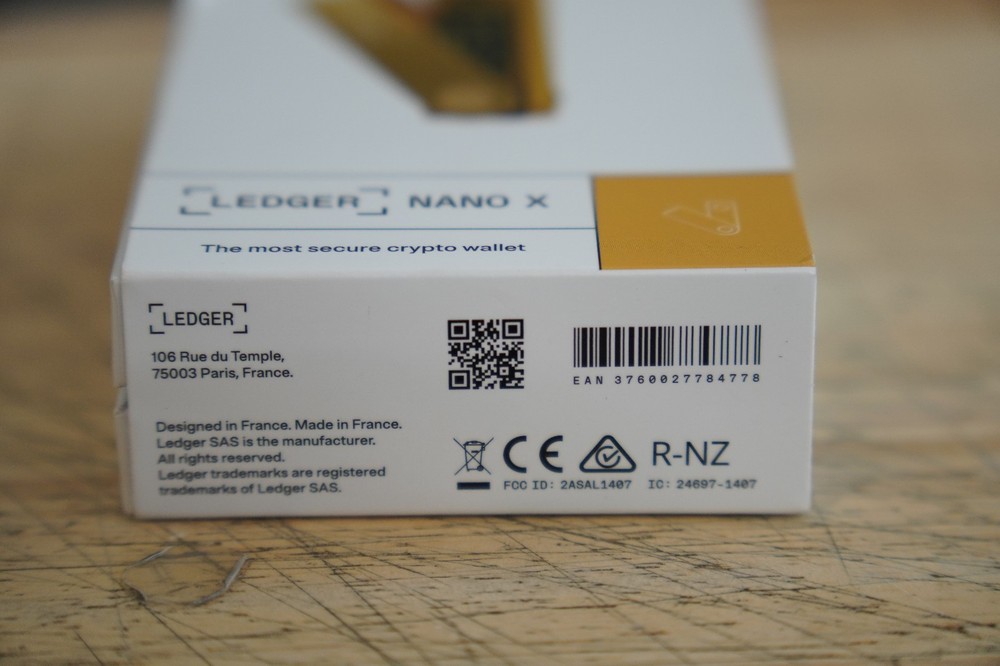 LEDGER NANO X
The most secure crypto wallet
LEDGER
106 Rue du Temple,
75003 Paris, France.
EAN 3760027784778
Designed in France. Made in France.
Ledger SAS is the manufacturer.
All rights reserved.
Ledger trademarks are registered
trademarks of Ledger SAS.
CE R-NZ
FCC ID: 2ASAL1407 IC: 24697-1407